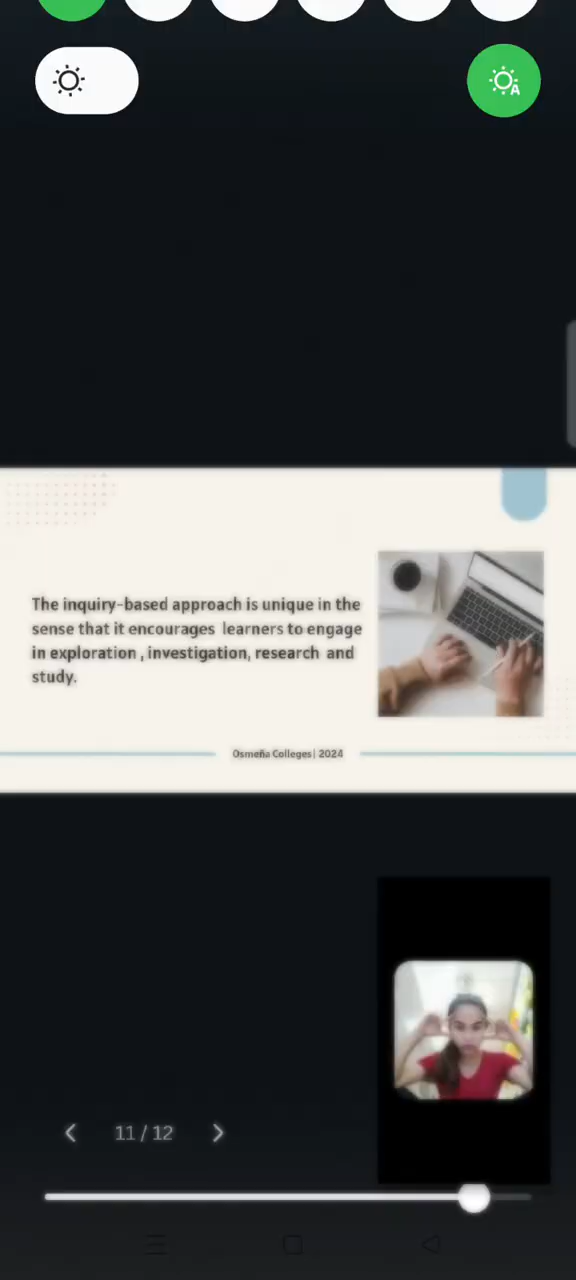 A
The inquiry-based approach is unique in the
sense that it encourages learners to engage
in exploration , investigation, research and
study.
Osmeña Colleges| 2024
11 / 12